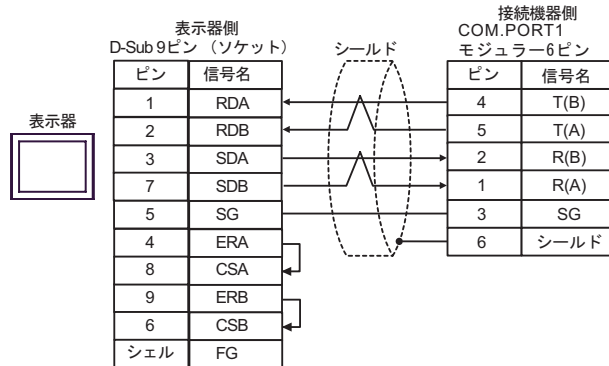 表示器側
D-Sub 9ピン （ソケット）
シールド
接続機器側
COM.PORT1
モジュラー6ピン
表示器
ピン 信号名
1 RDA
2 RDB
3 SDA
7 SDB
5 SG
4 ERA
8 CSA
9 ERB
6 CSB
シェル FG
ピン 信号名
4 T(B)
5 T(A)
2 R(B)
1 R(A)
3 SG
6 シールド